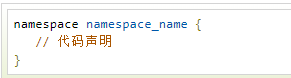 namespace namespace_name {
   // 代码声明
}